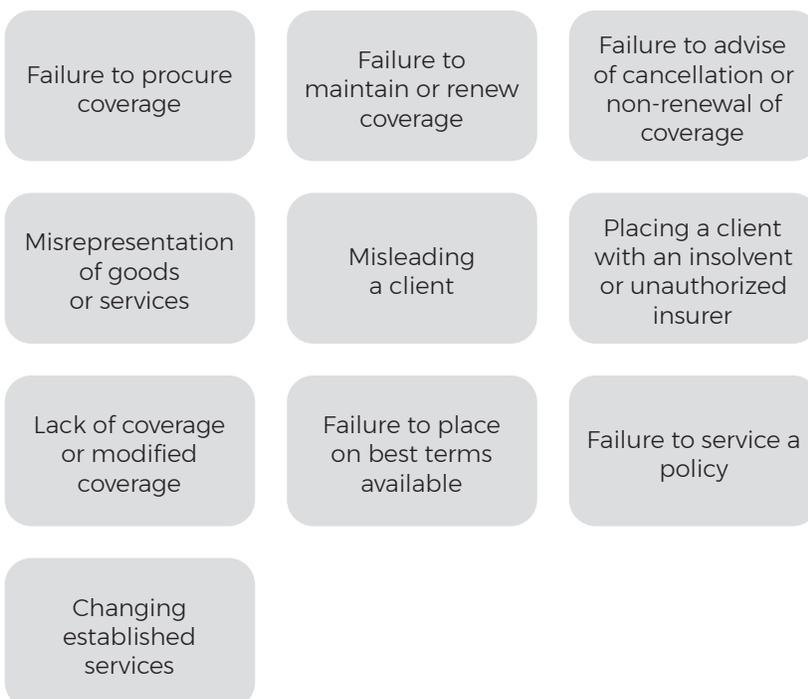 Failure to procure
coverage
Failure to
maintain or renew
coverage
Failure to advise
of cancellation or
non-renewal of
coverage
Misrepresentation
of goods
or services
Misleading
a client
Placing a client
with an insolvent
or unauthorized
insurer
Lack of coverage
or modified
coverage
Failure to place
on best terms
available
Failure to service a
policy
Changing
established
services